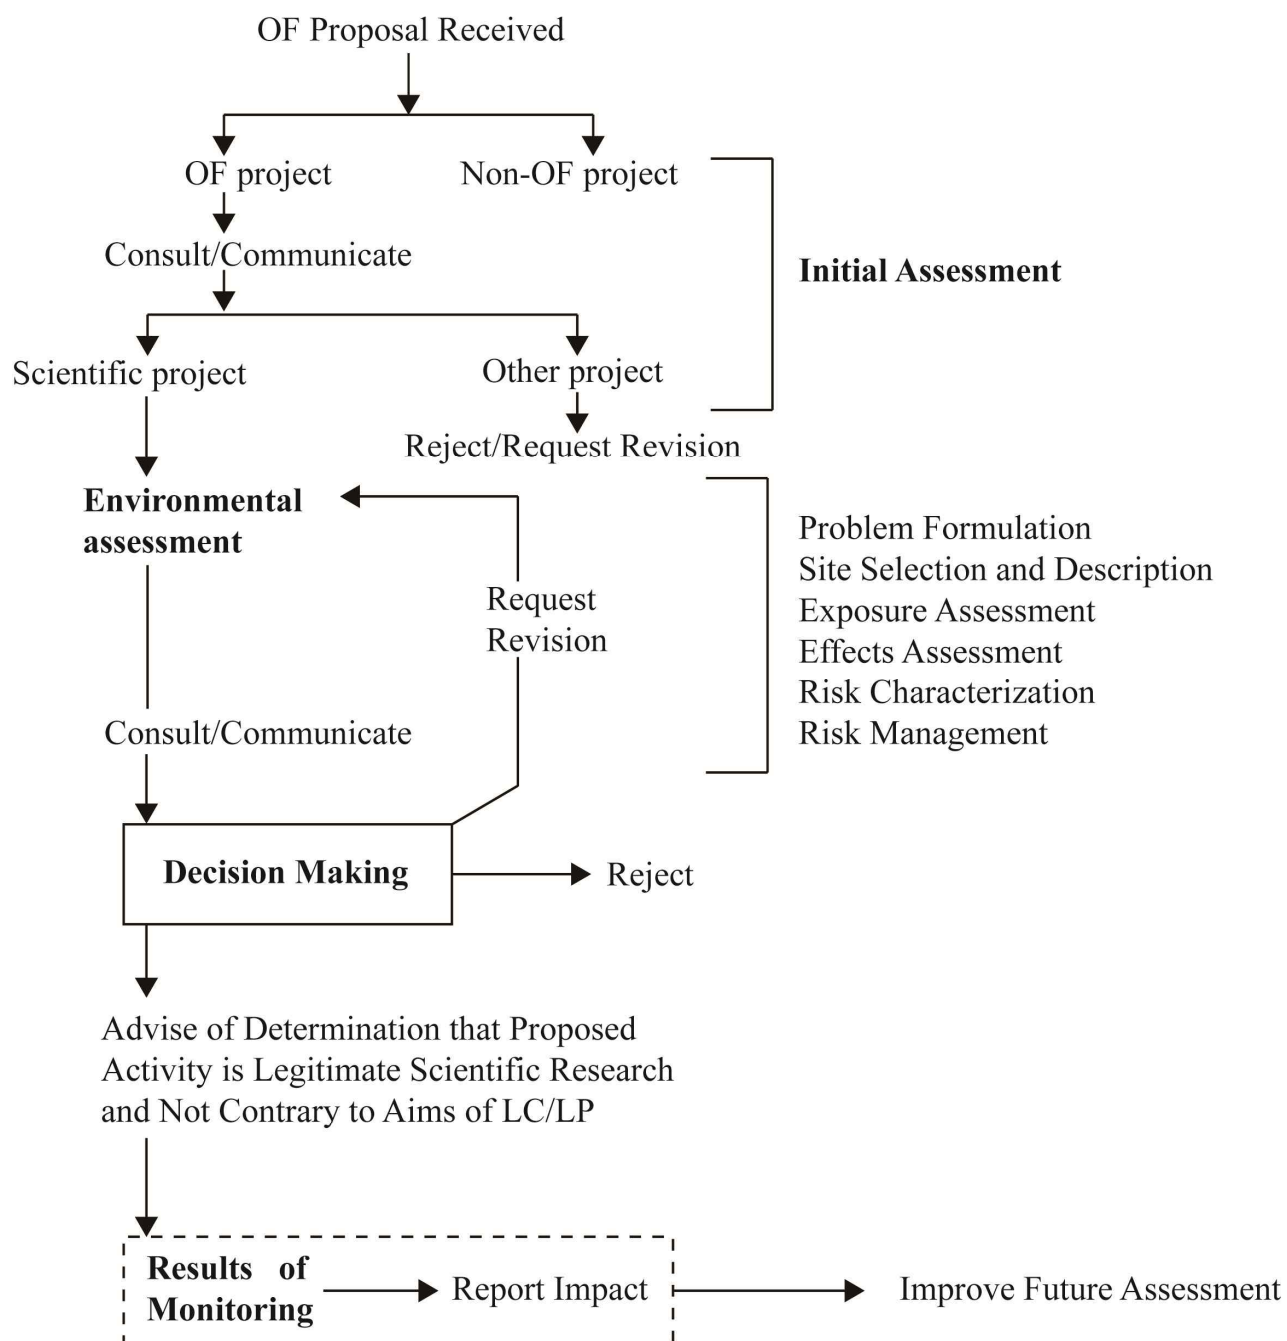 OF Proposal Received
OF project
Non-OF project
Consult/Communicate
Initial Assessment
Scientific project
Other project
Reject/Request Revision
Environmental
assessment
Request
Revision
Problem Formulation
Site Selection and Description
Exposure Assessment
Effects Assessment
Risk Characterization
Risk Management
Consult/Communicate
Decision Making
Reject
Advise of Determination that Proposed
Activity is Legitimate Scientific Research
and Not Contrary to Aims of LC/LP
Results of
Monitoring
Report Impact
Improve Future Assessment